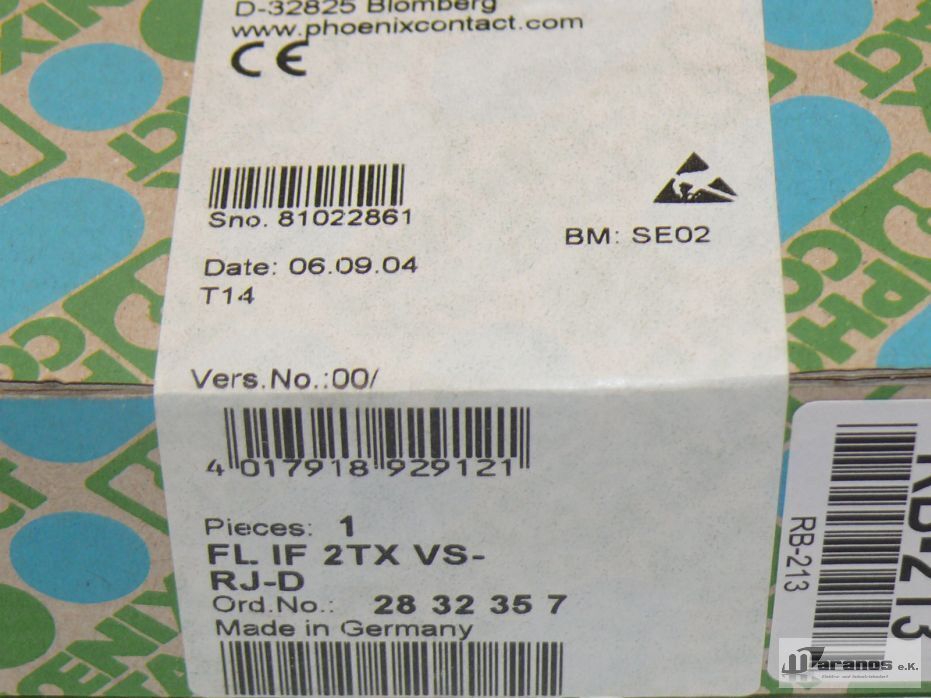 D-32825 Blomberg
www.phoenixcontact.com
CE
Sno. 81022861
BM: SE02
Date: 06.09.04
T14
Vers.No.:00/
4 017918 929121
Pieces: 1
FL IF 2TX VS-
RJ-D
Ord.No.: 28 32 35 7
Made in Germany
RB-213
RB-213
Maranos e.K.